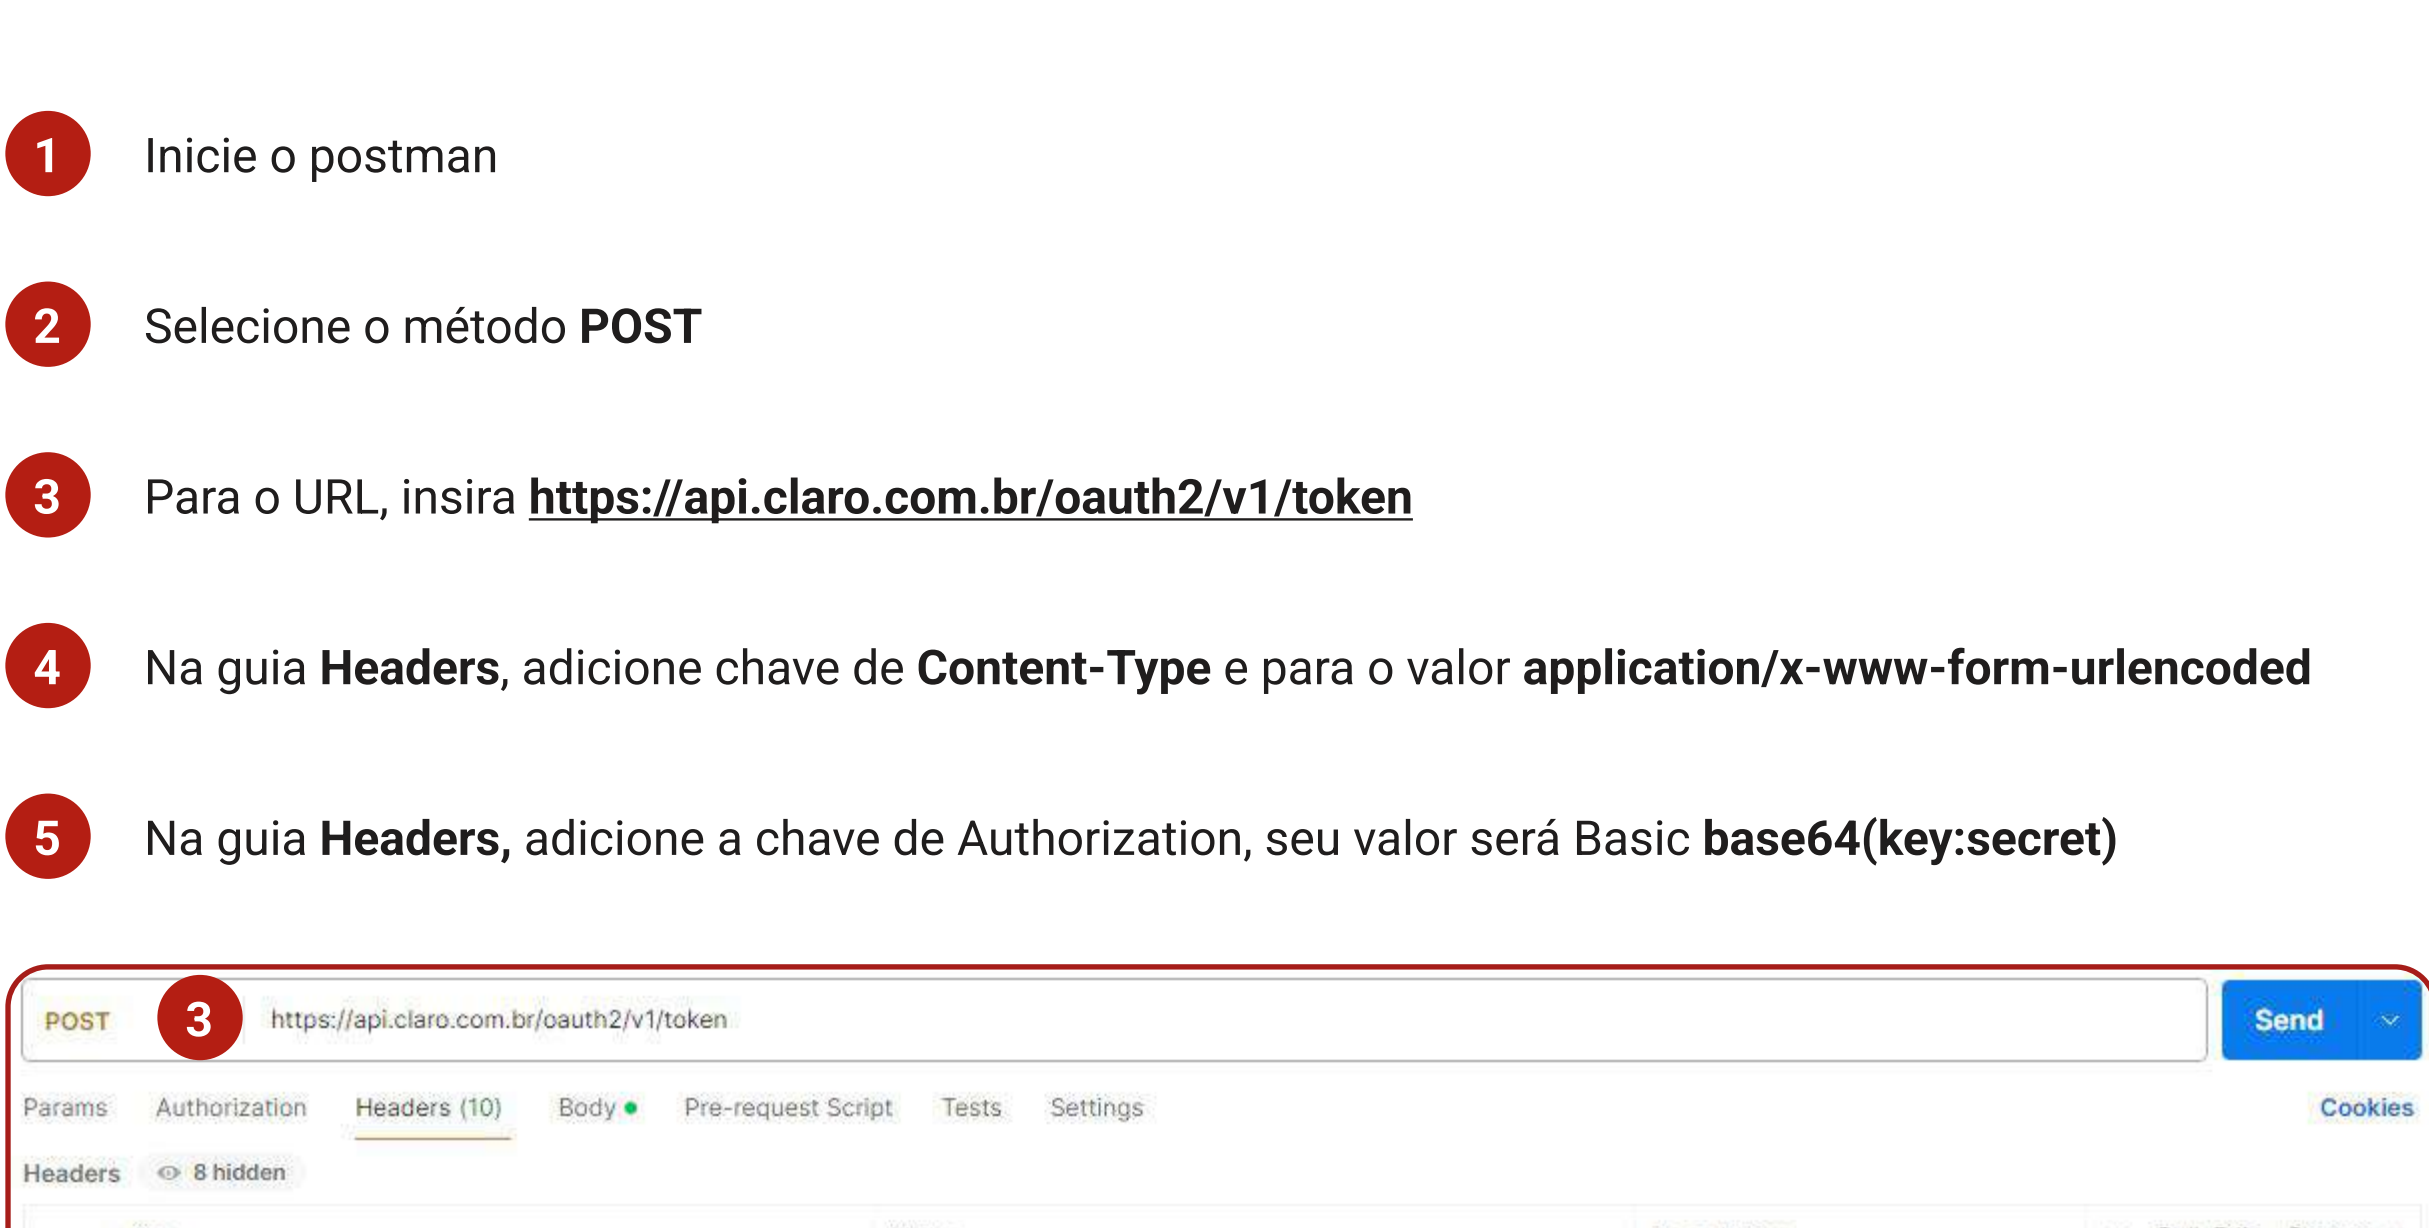 1 Inicie o postman
2 Selecione o método POST
3 Para o URL, insira https://api.claro.com.br/oauth2/v1/token
4 Na guia Headers, adicione chave de Content-Type e para o valor application/x-www-form-urlencoded
5 Na guia Headers, adicione a chave de Authorization, seu valor será Basic base64(key:secret)
POST 3 https://api.claro.com.br/oauth2/v1/token Send
Params Authorization Headers (10) Body Pre-request Script Tests Settings Cookies
Headers 8 hidden